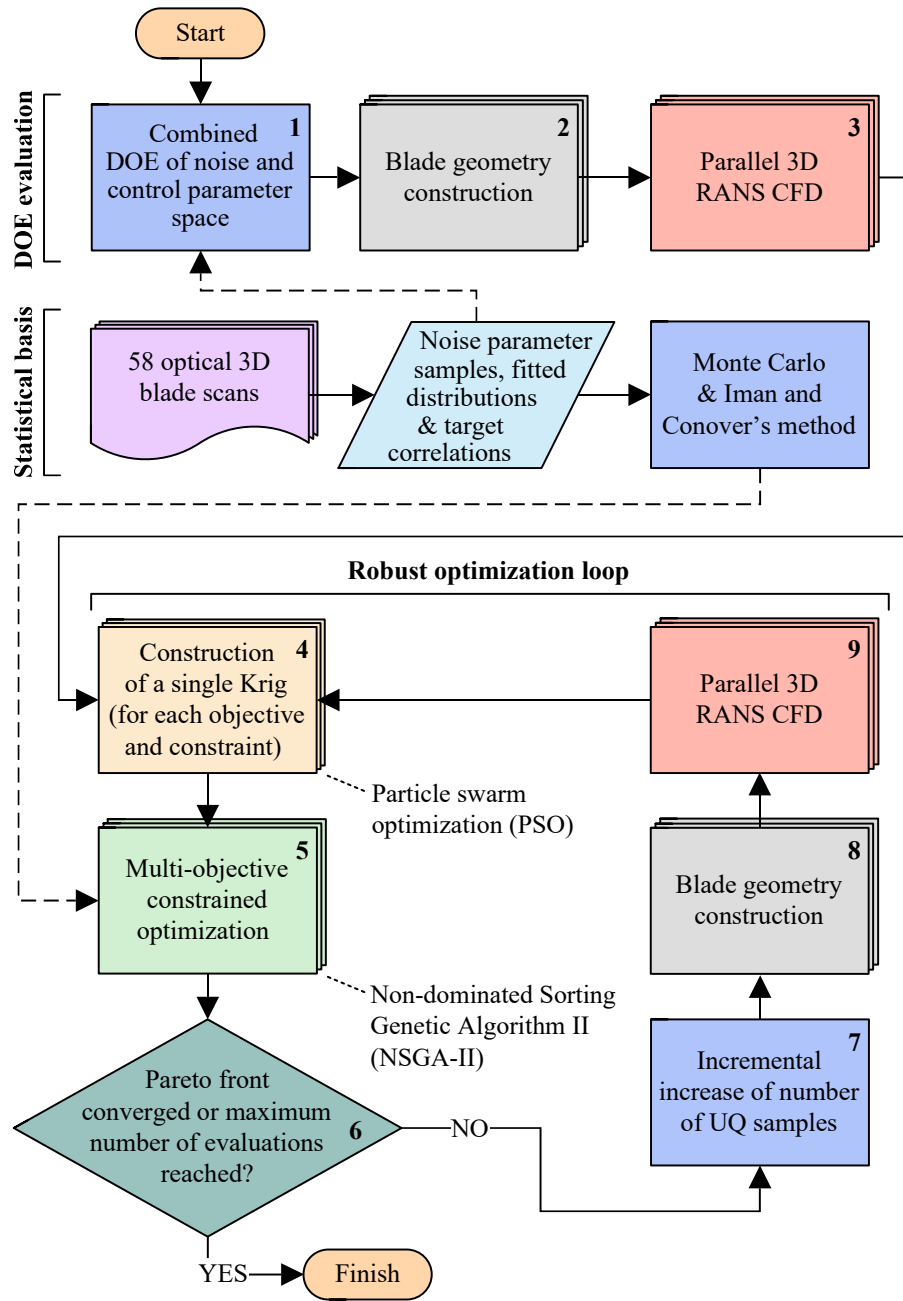 Start
DOE evaluation
1
Combined
DOE of noise and
control parameter
space
2
Blade geometry
construction
3
Parallel 3D
RANS CFD
Statistical basis
58 optical 3D
blade scans
Noise parameter
samples, fitted
distributions
& target
correlations
Monte Carlo
& Iman and
Conover’s method
Robust optimization loop
4
Construction
of a single Krig
(for each objective
and constraint)
Particle swarm
optimization (PSO)
5
Multi-objective
constrained
optimization
Non-dominated Sorting
Genetic Algorithm II
(NSGA-II)
Pareto front
converged or maximum
number of evaluations
reached?
6
NO
YES
Finish
7
Incremental
increase of number
of UQ samples
8
Blade geometry
construction
9
Parallel 3D
RANS CFD